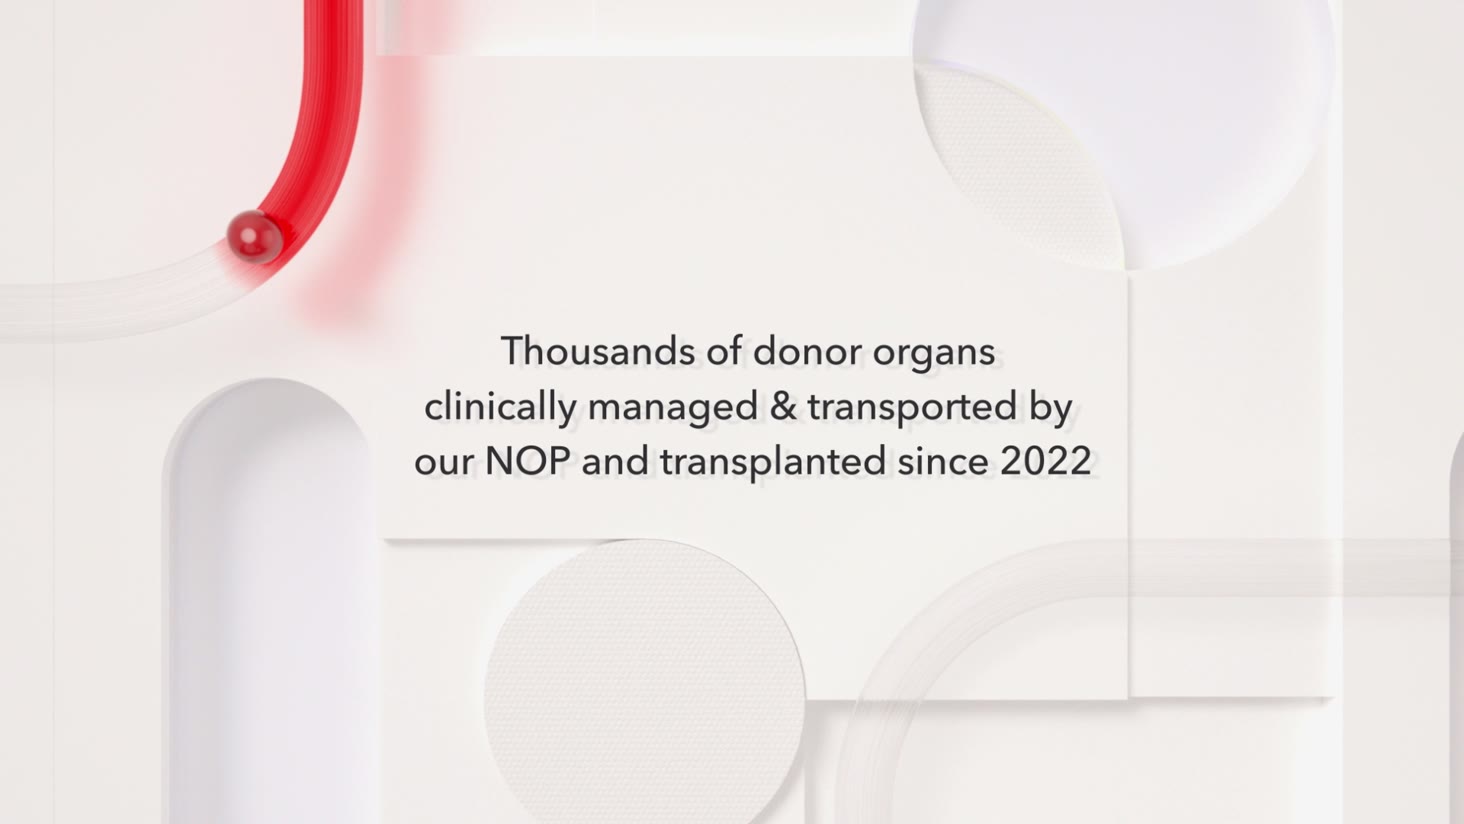 Thousands of donor organs
clinically managed & transported by
our NOP and transplanted since 2022